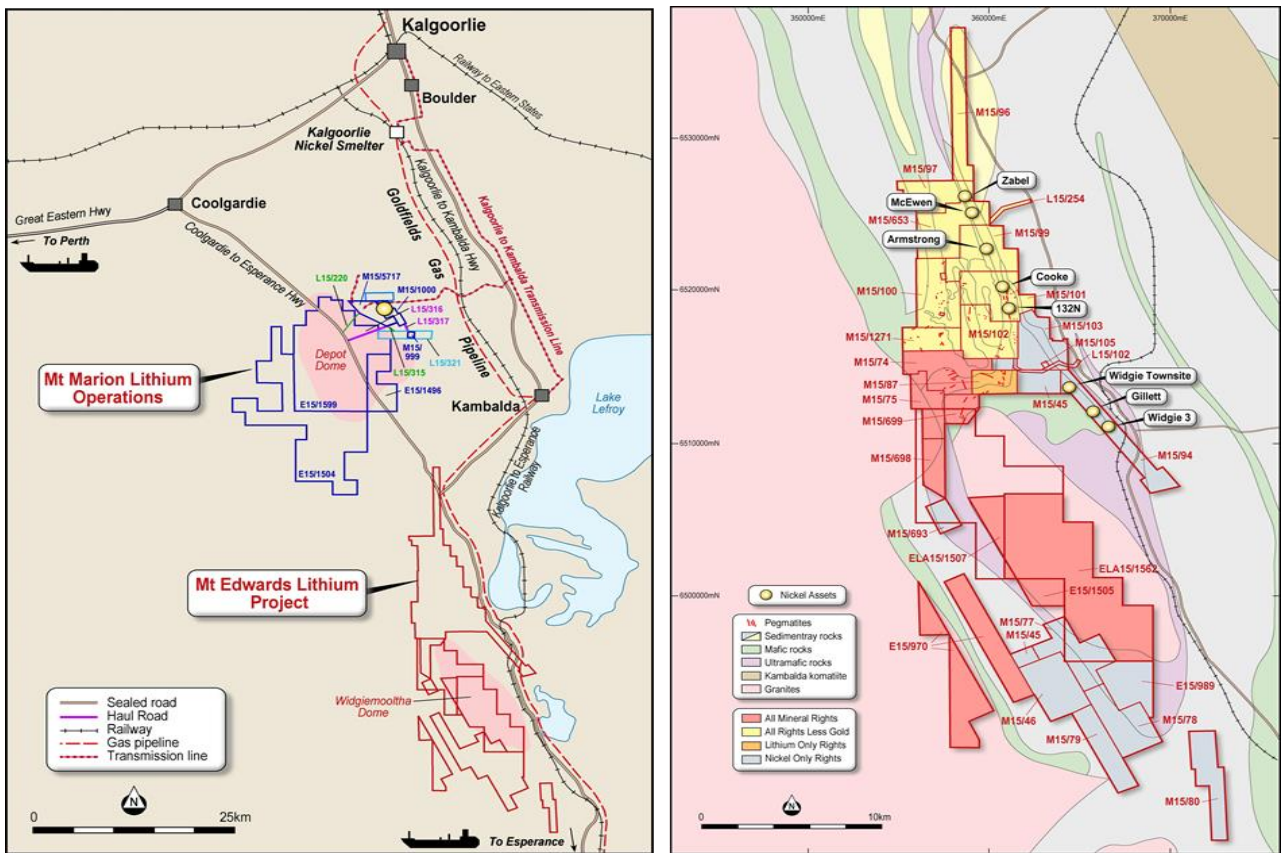 Kalgoorlie
Railway to Eastern States
Boulder
Kalgoorlie
Nickel Smelter
Coolgardie
Great Eastern Hwy
To Perth
Coolgardie to Esperance Hwy
Goldfields
Gas
Pipeline
Kalgoorlie to Kambalda Hwy
Kalgoorlie to Kambalda Transmission Line
L15/220
M15/5717
M15/1000
L15/316
L15/317
M15/
999
L15/321
L15/315
Depot
Dome
E15/1496
E15/1599
E15/1504
Mt Marion Lithium
Operations
Kambalda
Lake
Lefroy
Kalgoorlie to Esperance
Railway
Mt Edwards Lithium
Project
Widgiemooltha
Dome
Sealed road
Haul Road
Railway
Gas pipeline
Transmission line
N
0
25km
To Esperance
350000mE
360000mE
370000mE
6530000mN
6520000mN
6510000mN
6500000mN
M15/96
M15/97
Zabel
McEwen
L15/254
M15/653
M15/99
Armstrong
Cooke
M15/100
M15/101
132N
M15/103
M15/1271
M15/102
M15/105
M15/74
L15/102
M15/87
Widgie Townsite
M15/75
M15/45
Gillett
M15/699
Widgie 3
M15/698
M15/94
M15/693
ELA15/1507
ELA15/1562
E15/1505
M15/77
M15/45
E15/970
E15/989
M15/46
M15/78
M15/79
M15/80
Nickel Assets
Pegmatites
Sedimentray rocks
Mafic rocks
Ultramafic rocks
Kambalda komatiite
Granites
All Mineral Rights
All Rights Less Gold
Lithium Only Rights
Nickel Only Rights
N
0
10km